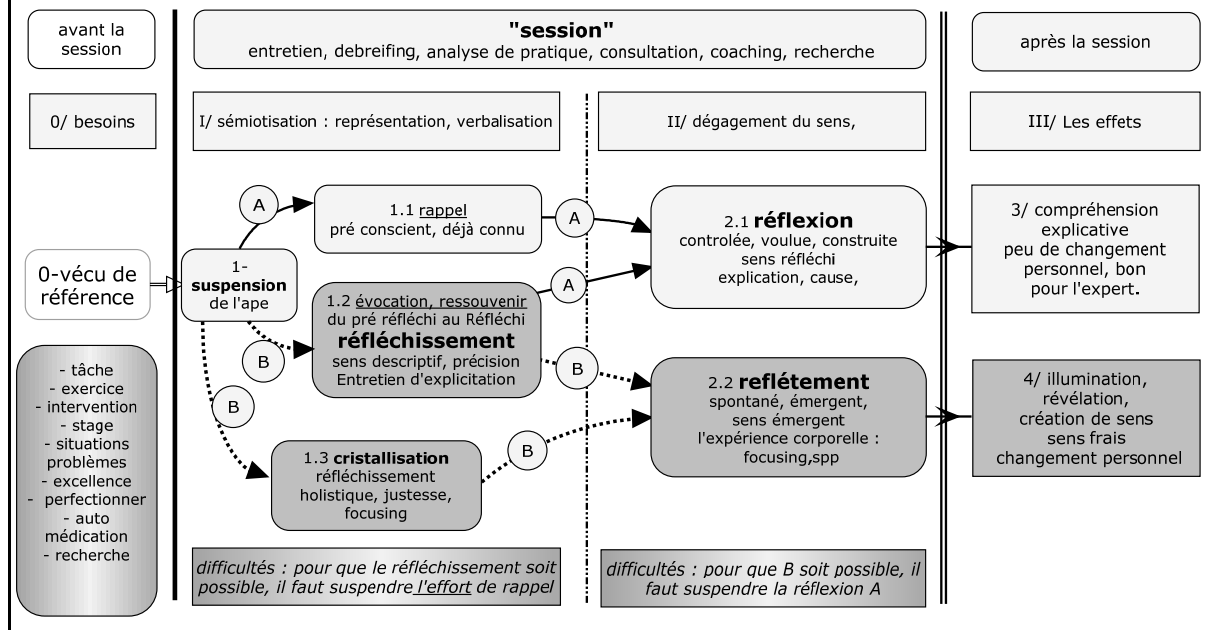 avant la
session
"session"
entretien, debreifing, analyse de pratique, consultation, coaching, recherche
après la session
0/ besoins
I/ sémiotisation : représentation, verbalisation
II/ dégagement du sens,
III/ Les effets
0-vécu de
référence
- tâche
- exercice
- intervention
- stage
- situations
problèmes
- excellence
- perfectionner
- auto
médication
- recherche
1-
suspension
de l'ape
A
B
B
1.1 rappel
pré conscient, déjà connu
1.2 évocation, ressouvenir
du pré réfléchi au Réfléchi
réfléchissement
sens descriptif, précision
Entretien d'explicitation
1.3 cristallisation
réfléchissement
holistique, justesse,
focusing
A
A
B
B
2.1 réflexion
controlée, voulue, construite
sens réfléchi
explication, cause,
2.2 reflétement
spontané, émergent,
sens émergent
l'expérience corporelle :
focusing,spp
3/ compréhension
explicative
peu de changement
personnel, bon
pour l'expert.
4/ illumination,
révélation,
création de sens
sens frais
changement personnel
difficultés : pour que le réfléchissement soit
possible, il faut suspendre l'effort de rappel
difficultés : pour que B soit possible, il
faut suspendre la réflexion A